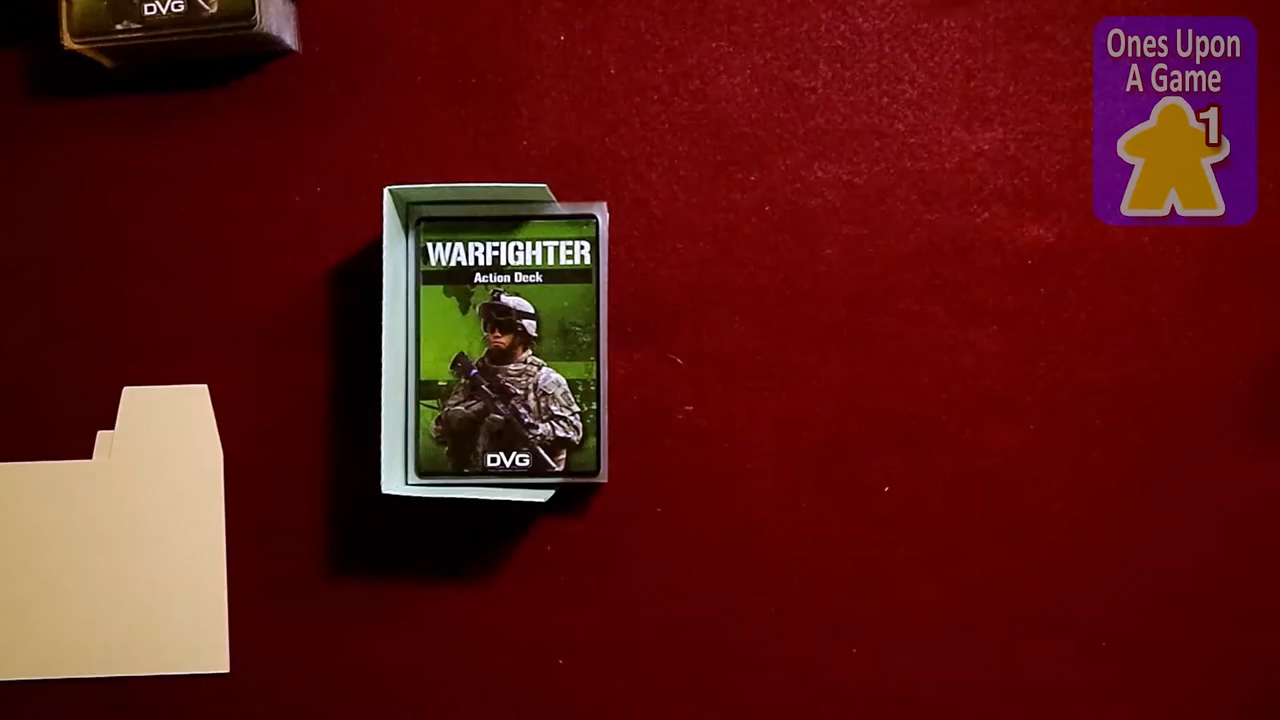 DVG
Ones Upon
A Game
1
WARFIGHTER
Action Deck
DVG